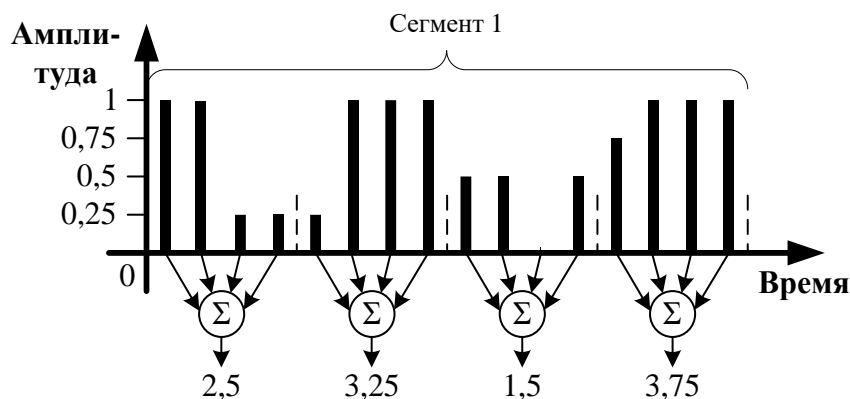 Сегмент 1
Ампли-
туда
1
0,75
0,5
0,25
0
Время
Σ Σ Σ Σ
2,5 3,25 1,5 3,75